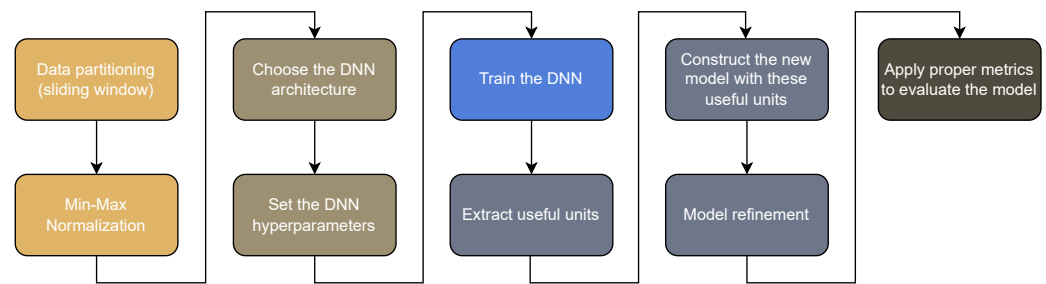 Data partitioning
(sliding window)
Min-Max
Normalization
Choose the DNN
architecture
Set the DNN
hyperparameters
Train the DNN
Extract useful units
Construct the new
model with these
useful units
Model refinement
Apply proper metrics
to evaluate the model